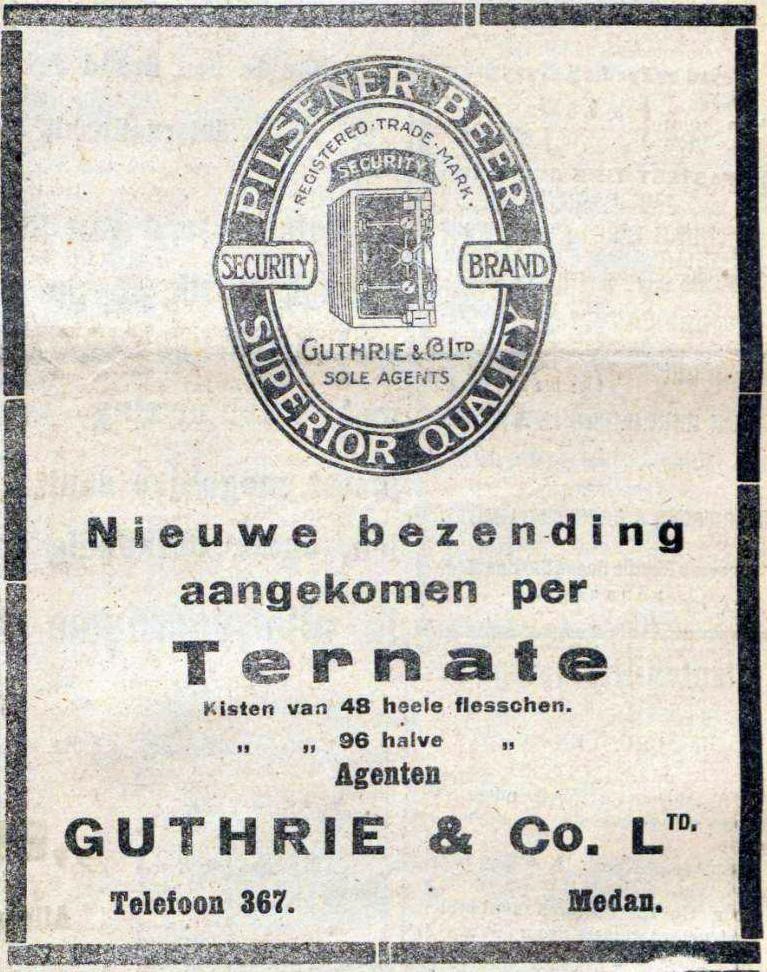 PILSENER BEER
REGISTERED · TRADE · MARK.
SECURITY
SECURITY BRAND
GUTHRIE & Co LTD
SOLE AGENTS
SUPERIOR QUALITY
Nieuwe bezending
aangekomen per
Ternate
Kisten van 48 heele flesschen.
„ „ 96 halve „
Agenten
GUTHRIE & Co. LTD.
Telefoon 367. Medan.